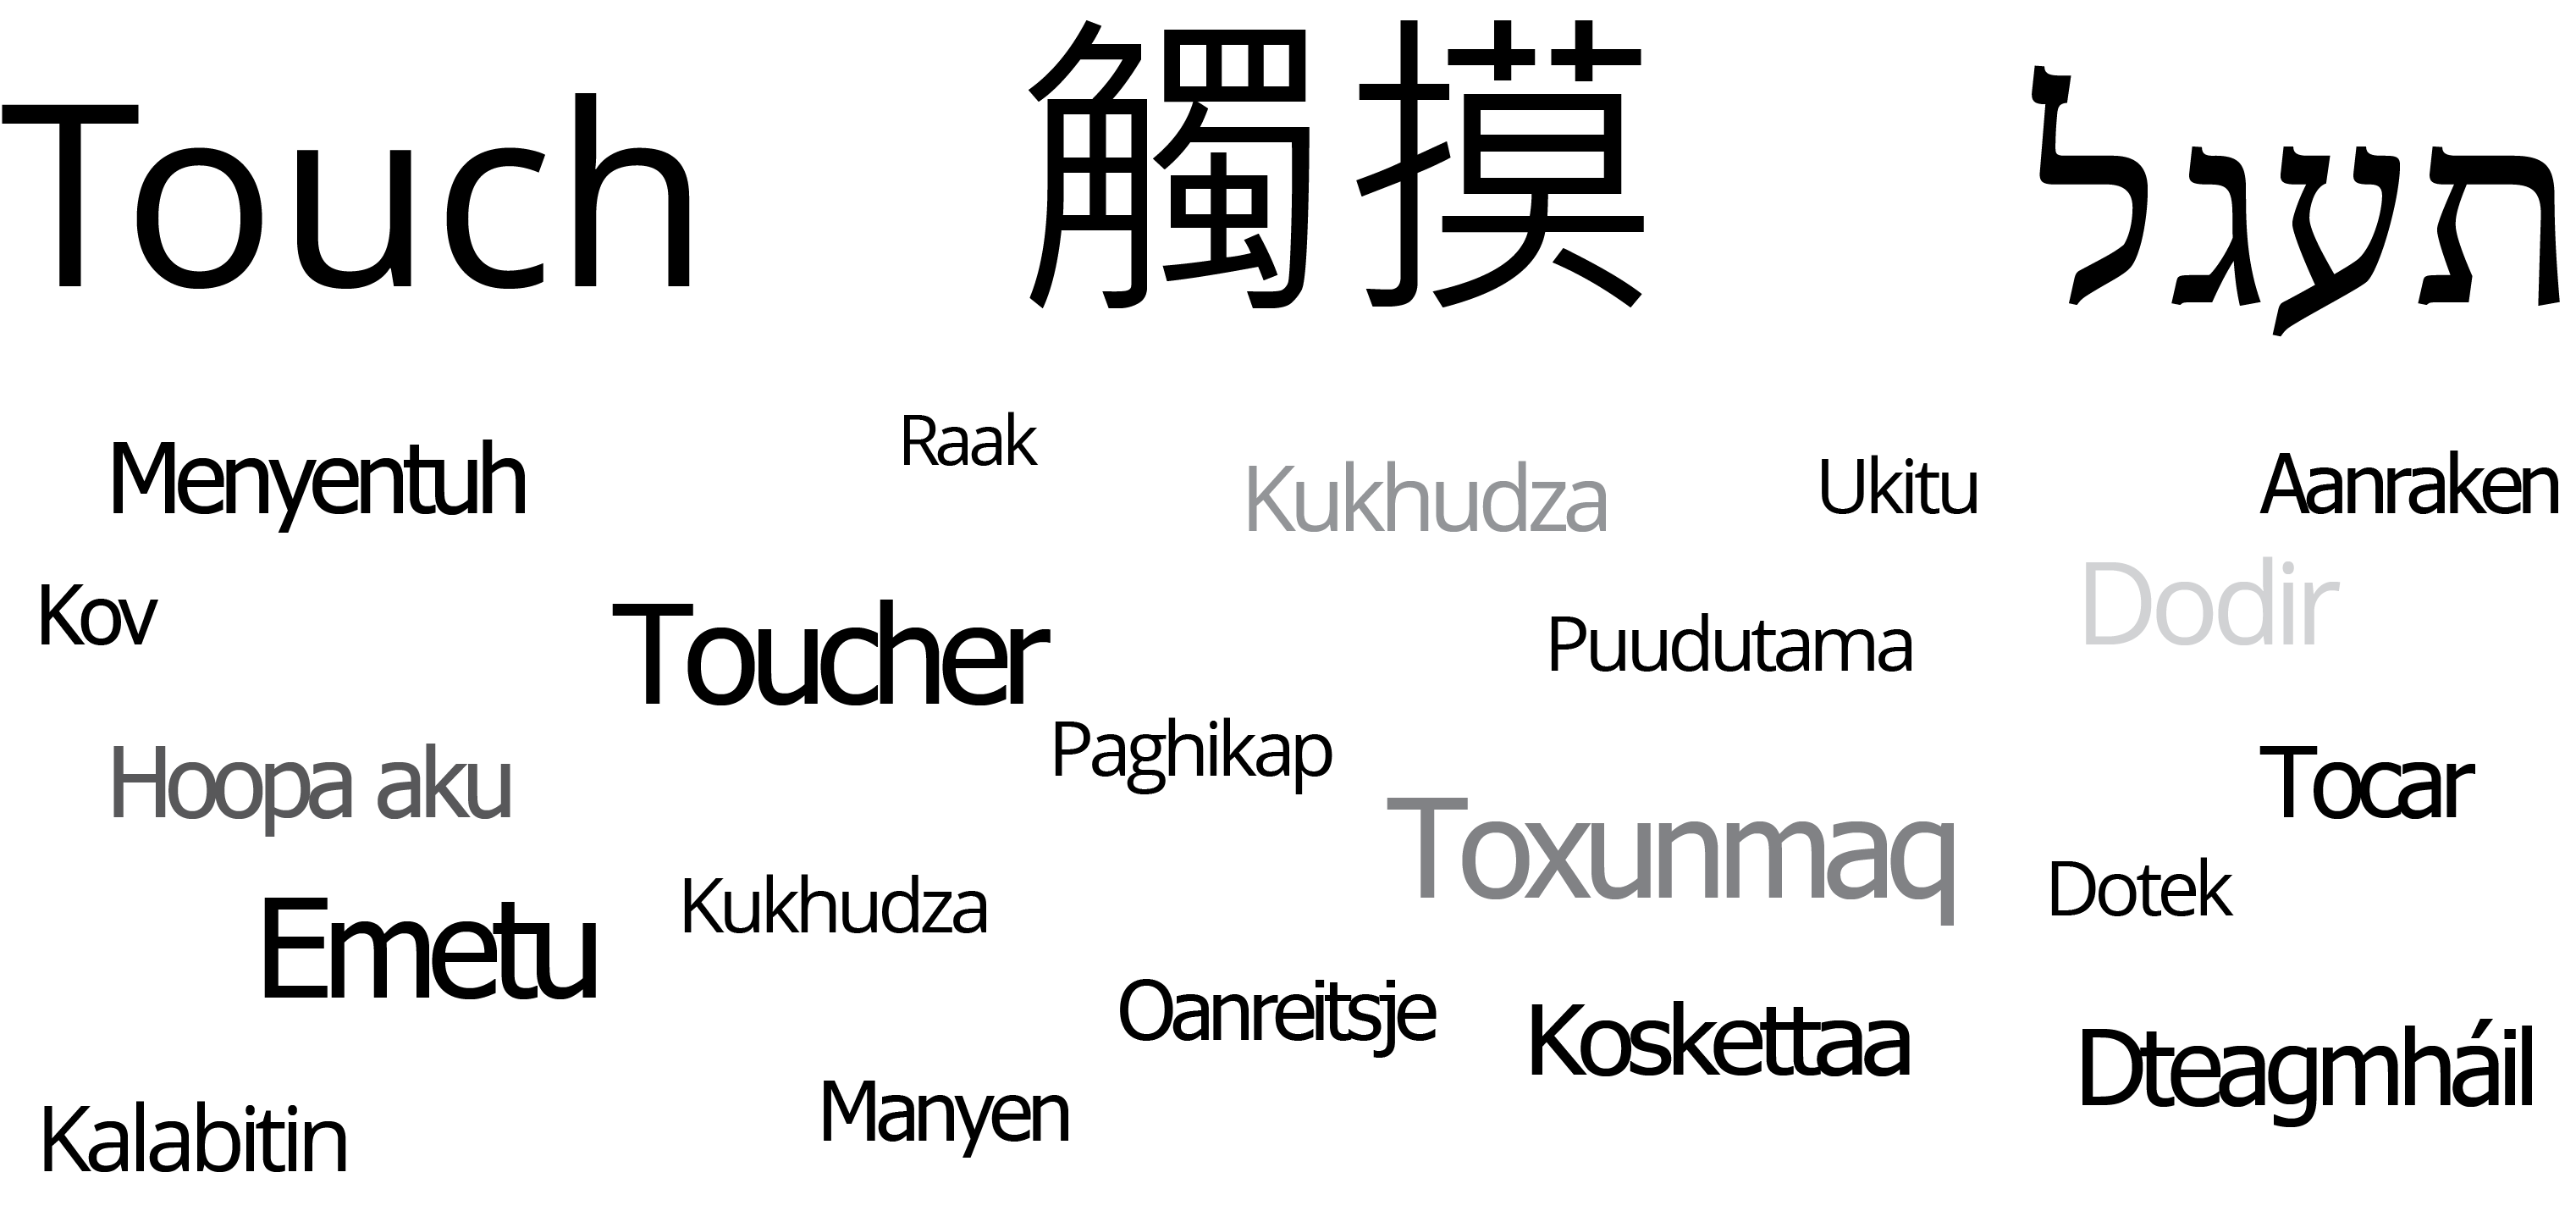 Touch 觸摸 תעגל
Raak
Menyentuh Kukhudza Ukitu Aanraken
Kov Toucher Puudutama Dodir
Hoopa aku Paghikap Tocar
Toxunmaq
Emetu Kukhudza Dotek
Oanreitsje Koskettaa Dteagmháil
Kalabitin Manyen